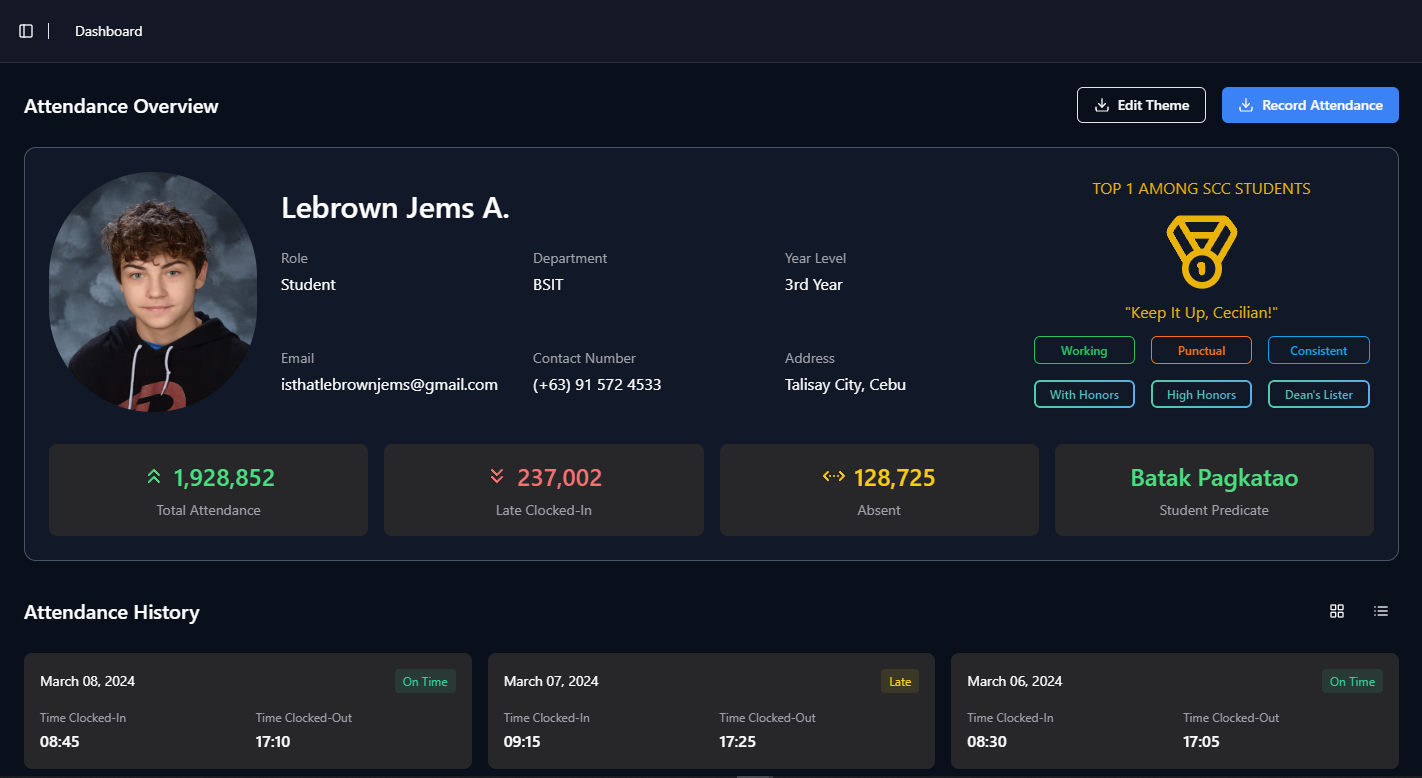 Dashboard
Attendance Overview
Edit Theme
Record Attendance
Lebrown Jems A.
Role
Department
Year Level
Student
BSIT
3rd Year
Email
Contact Number
Address
isthatlebrownjems@gmail.com
(+63) 91 572 4533
Talisay City, Cebu
TOP 1 AMONG SCC STUDENTS
1
"Keep It Up, Cecilian!"
Working
Punctual
Consistent
With Honors
High Honors
Dean's Lister
1,928,852
Total Attendance
237,002
Late Clocked-In
128,725
Absent
Batak Pagkatao
Student Predicate
Attendance History
March 08, 2024
On Time
Time Clocked-In
Time Clocked-Out
08:45
17:10
March 07, 2024
Late
Time Clocked-In
Time Clocked-Out
09:15
17:25
March 06, 2024
On Time
Time Clocked-In
Time Clocked-Out
08:30
17:05